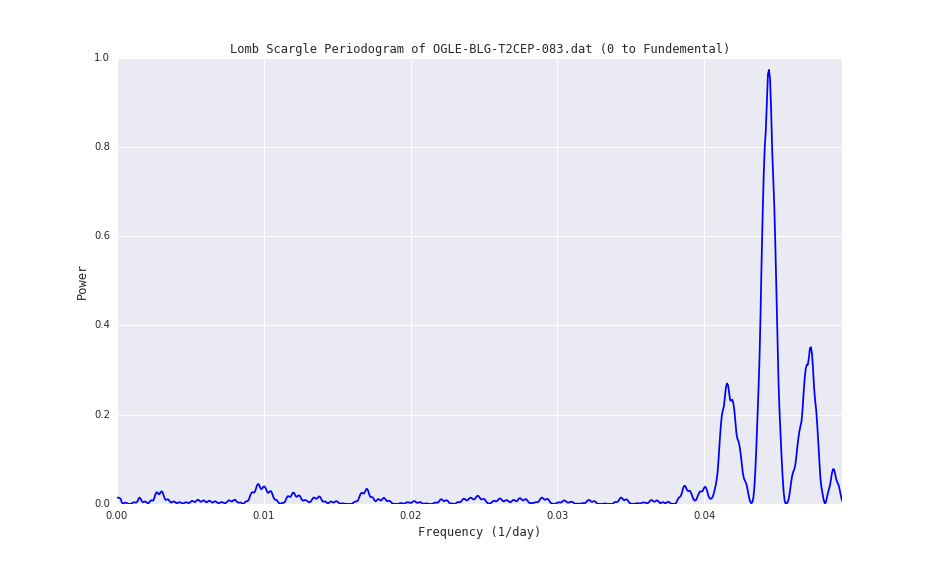 Lomb Scargle Periodogram of OGLE-BLG-T2CEP-083.dat (0 to Fundemental)
1.0
0.8
0.6
0.4
0.2
0.0
Power
0.00 0.01 0.02 0.03 0.04
Frequency (1/day)